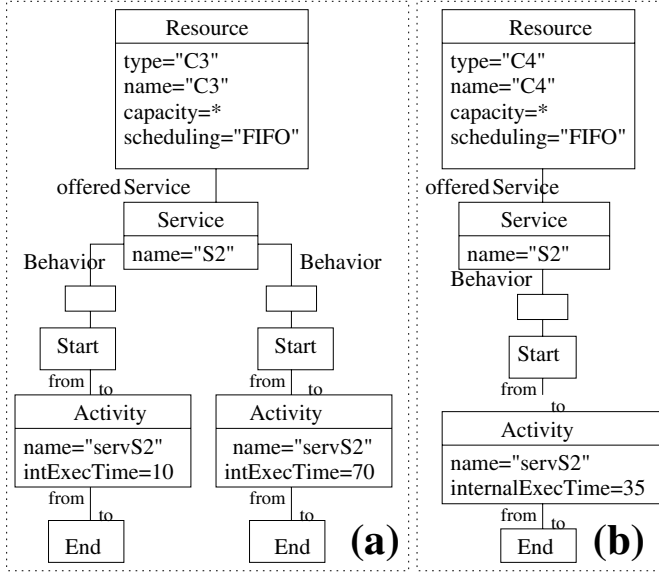 Resource
type="C3"
name="C3"
capacity=*
scheduling="FIFO"
offered Service
Service
name="S2"
Behavior
Behavior
Start
Start
from
to
from
to
Activity
name="servS2"
intExecTime=10
Activity
name="servS2"
intExecTime=70
from
to
from
to
End
End
(a)
Resource
type="C4"
name="C4"
capacity=*
scheduling="FIFO"
offered Service
Service
name="S2"
Behavior
Start
from
to
Activity
name="servS2"
internalExecTime=35
from
to
End
(b)